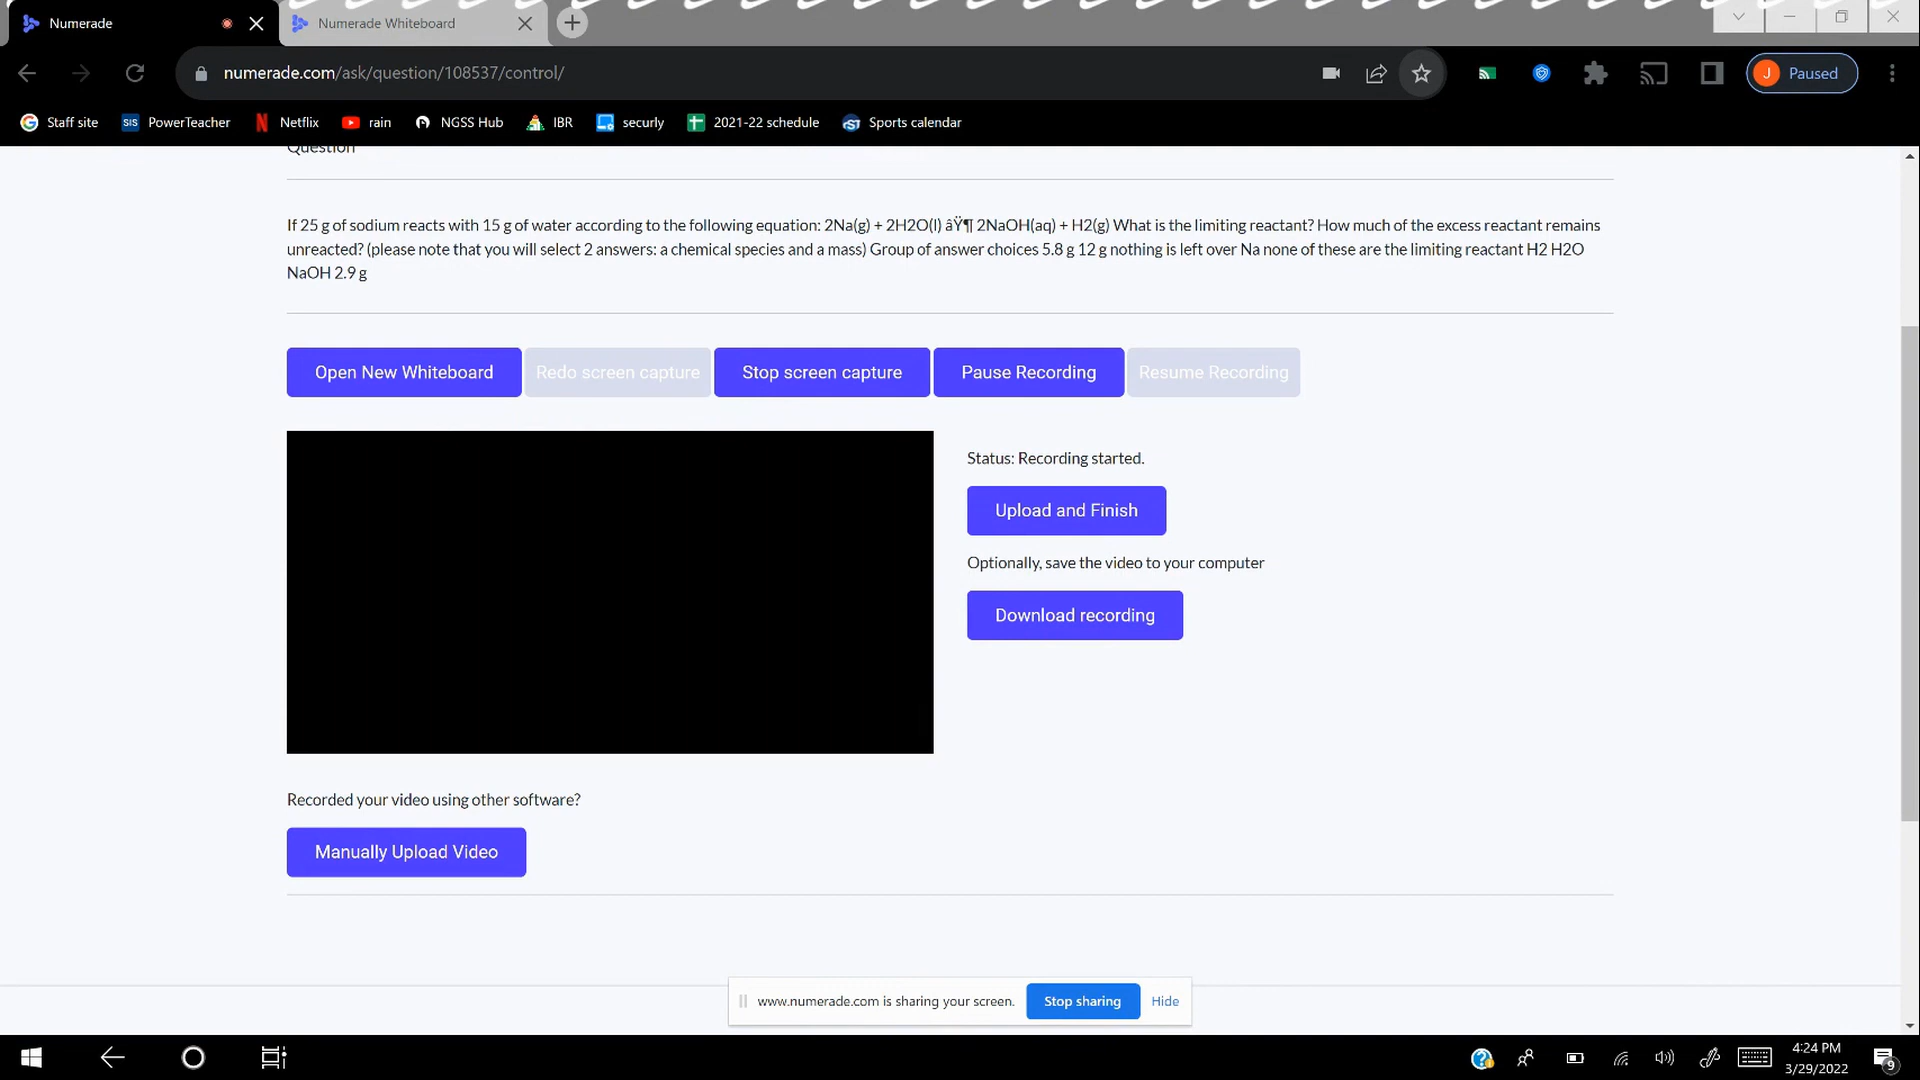 Numerade
Numerade Whiteboard
numerade.com/ask/question/108537/control/
J Paused
Staff site
SIS PowerTeacher
Netflix
rain
NGSS Hub
IBR
securly
2021-22 schedule
Sports calendar
Question
If 25 g of sodium reacts with 15 g of water according to the following equation: 2Na(g) + 2H2O(l) âŸ¶ 2NaOH(aq) + H2(g) What is the limiting reactant? How much of the excess reactant remains
unreacted? (please note that you will select 2 answers: a chemical species and a mass) Group of answer choices 5.8 g 12 g nothing is left over Na none of these are the limiting reactant H2 H2O
NaOH 2.9 g
Open New Whiteboard
Redo screen capture
Stop screen capture
Pause Recording
Resume Recording
Status: Recording started.
Upload and Finish
Optionally, save the video to your computer
Download recording
Recorded your video using other software?
Manually Upload Video
www.numerade.com is sharing your screen.
Stop sharing
Hide
4:24 PM
3/29/2022
9